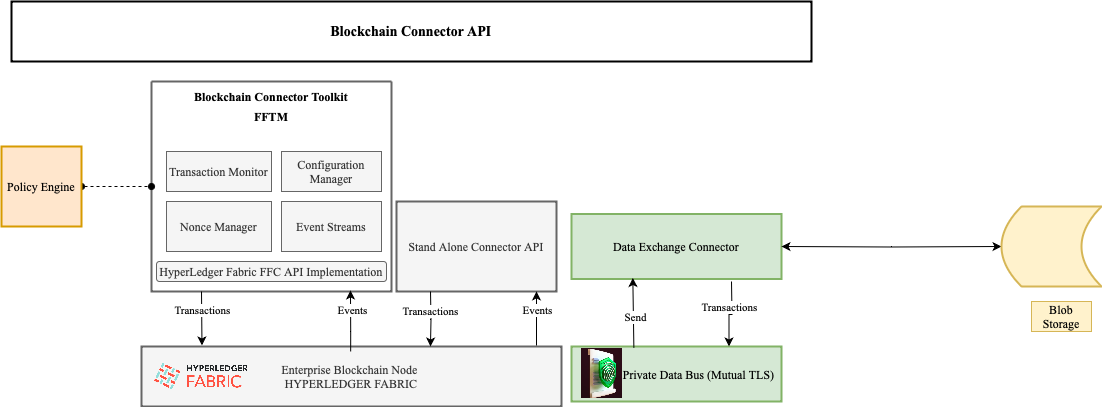 Blockchain Connector API
Blockchain Connector Toolkit
FFTM
Transaction Monitor
Configuration
Manager
Policy Engine
Nonce Manager
Event Streams
Stand Alone Connector API
Data Exchange Connector
HyperLedger Fabric FFC API Implementation
Transactions
Events
Transactions
Events
Send
Transactions
Blob
Storage
HYPERLEDGER
FABRIC
Enterprise Blockchain Node
HYPERLEDGER FABRIC
Private Data Bus (Mutual TLS)